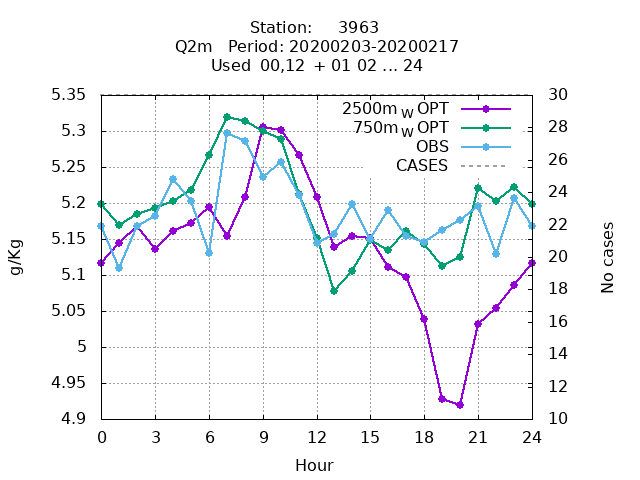 Station: 3963
Q2m Period: 20200203-20200217
Used 00,12 + 01 02 ... 24
5.35
5.3
5.25
5.2
5.15
5.1
5.05
5
4.95
4.9
g/Kg
2500m W OPT
750m W OPT
OBS
CASES
30
28
26
24
22
20
18
16
14
12
10
No cases
0 3 6 9 12 15 18 21 24
Hour